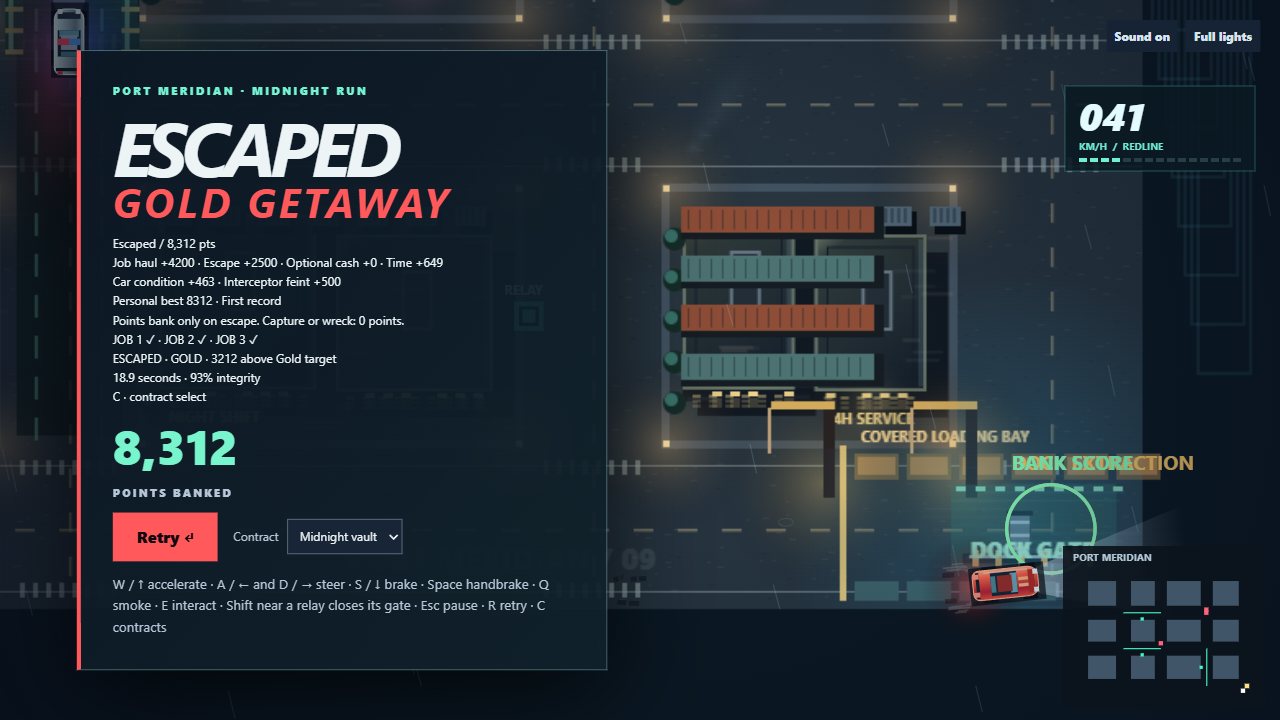 PORT MERIDIAN · MIDNIGHT RUN
ESCAPED
GOLD GETAWAY
Escaped / 8,312 pts
Job haul +4200 · Escape +2500 · Optional cash +0 · Time +649
Car condition +463 · Interceptor feint +500
Personal best 8312 · First record
Points bank only on escape. Capture or wreck: 0 points.
JOB 1 ✓ · JOB 2 ✓ · JOB 3 ✓
ESCAPED · GOLD · 3212 above Gold target
18.9 seconds · 93% integrity
C · contract select
8,312
POINTS BANKED
Retry ↵
Contract
Midnight vault
W / ↑ accelerate · A / ← and D / → steer · S / ↓ brake · Space handbrake · Q
smoke · E interact · Shift near a relay closes its gate · Esc pause · R retry · C
contracts
RELAY
Sound on
Full lights
041
KM/H / REDLINE
COVERED LOADING BAY
DOCK GATE
PORT MERIDIAN